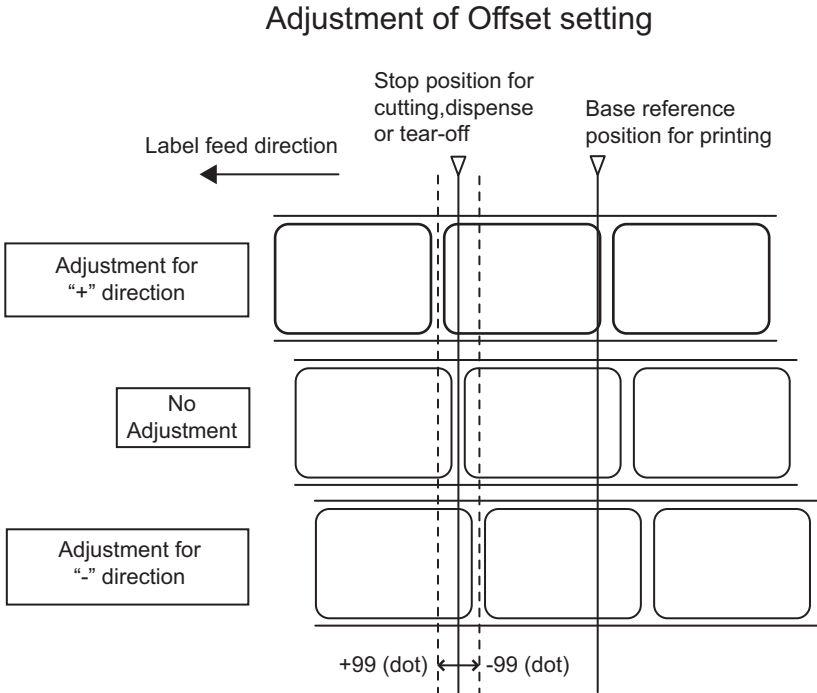 Adjustment of Offset setting
Stop position for
cutting,dispense
or tear-off
Base reference
position for printing
Label feed direction
Adjustment for
“+” direction
No
Adjustment
Adjustment for
“-” direction
+99 (dot)
-99 (dot)